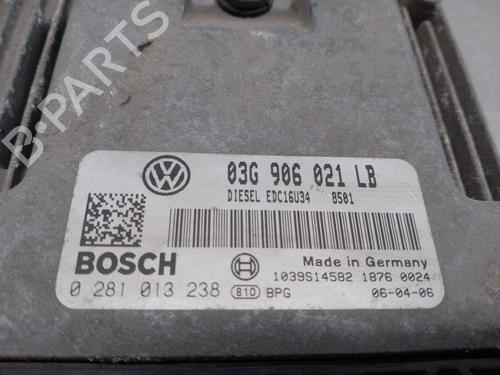 B-PARTS
03G 906 021 LB
DIESEL EDC16U34 8501
BOSCH
Made in Germany
1039S14582 1876 0024
0 281 013 238 810 BPG 06-04-06